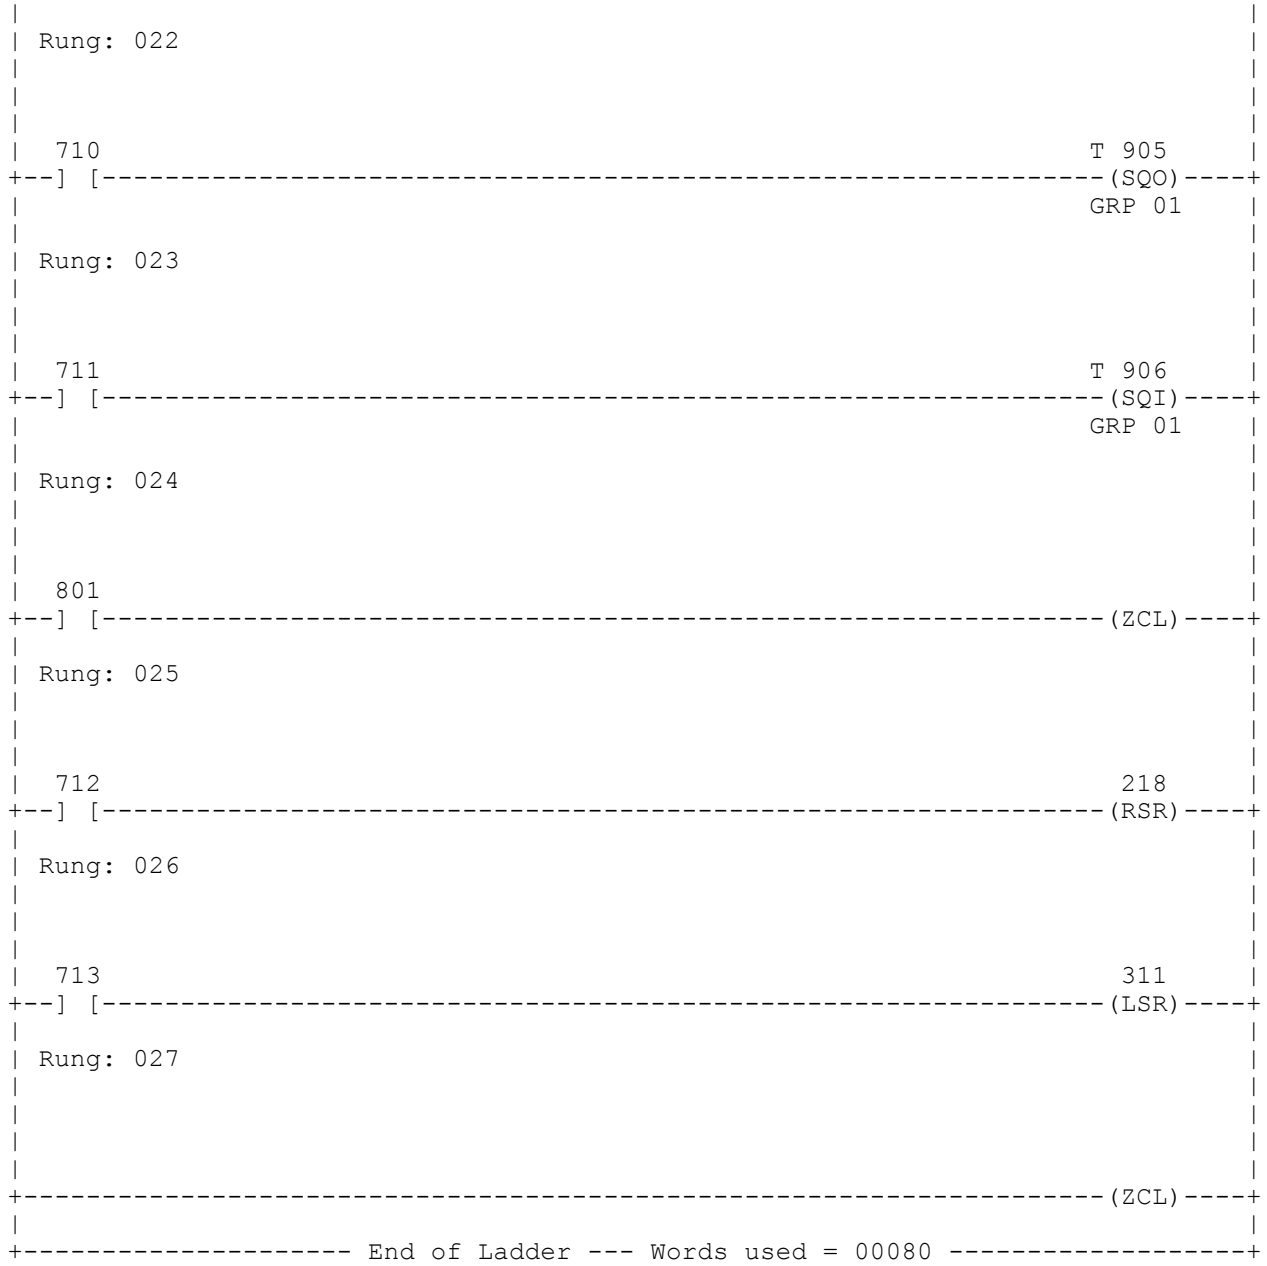 Rung: 022
710 T 905
+--] [----------------------------------------------------------------(SQO)----+
GRP 01
Rung: 023
711 T 906
+--] [----------------------------------------------------------------(SQI)----+
GRP 01
Rung: 024
801
+--] [----------------------------------------------------------------(ZCL)----+
Rung: 025
712 218
+--] [----------------------------------------------------------------(RSR)----+
Rung: 026
713 311
+--] [----------------------------------------------------------------(LSR)----+
Rung: 027
+---------------------------------------------------------------------(ZCL)----+
+--------------------- End of Ladder --- Words used = 00080 -------------------+